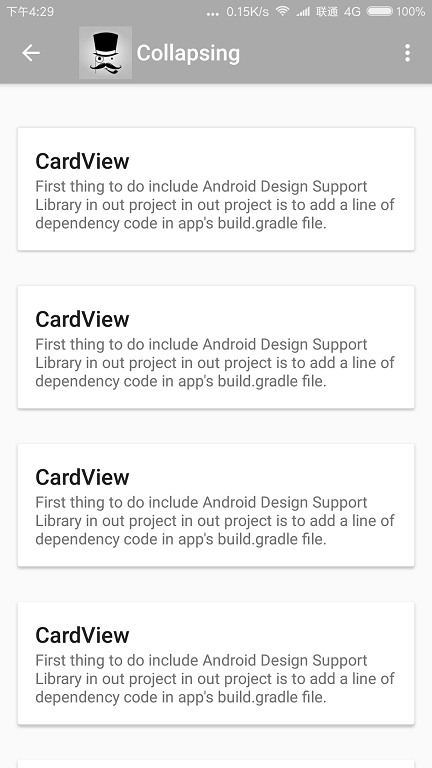 下午4:29 ... 0.15K/s 联通 4G 100%
Collapsing
CardView
First thing to do include Android Design Support
Library in out project in out project is to add a line of
dependency code in app's build.gradle file.
CardView
First thing to do include Android Design Support
Library in out project in out project is to add a line of
dependency code in app's build.gradle file.
CardView
First thing to do include Android Design Support
Library in out project in out project is to add a line of
dependency code in app's build.gradle file.
CardView
First thing to do include Android Design Support
Library in out project in out project is to add a line of
dependency code in app's build.gradle file.